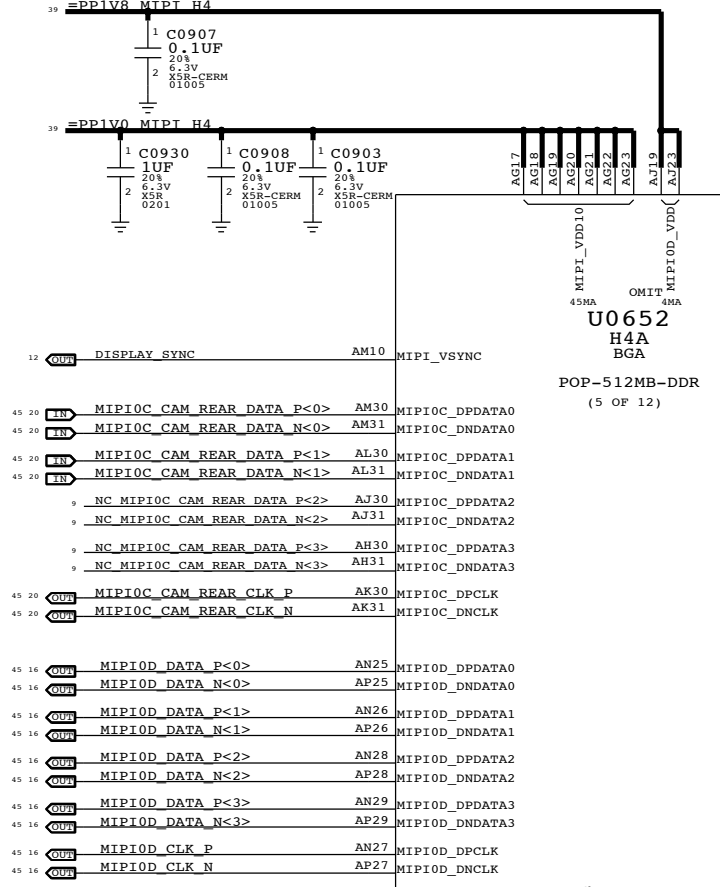 39 =PP1V8_MIPI_H4
1 C0907
0.1UF
20%
6.3V
2 X5R-CERM
01005
39 =PP1V0_MIPI_H4
1 C0930 1 C0908 1 C0903
1UF 0.1UF 0.1UF
20% 20% 20%
6.3V 6.3V 6.3V
2 X5R 2 X5R-CERM 2 X5R-CERM
0201 01005 01005
AG17 AG18 AG19 AG20 AG21 AG22 AG23 AJ19 AJ23
MIPI_VDD10 MIPI0D_VDD
45MA OMIT 4MA
U0652
H4A
BGA
POP-512MB-DDR
(5 OF 12)
12 OUT DISPLAY_SYNC AM10 MIPI_VSYNC
45 20 IN MIPI0C_CAM_REAR_DATA_P<0> AM30 MIPI0C_DPDATA0
45 20 IN MIPI0C_CAM_REAR_DATA_N<0> AM31 MIPI0C_DNDATA0
45 20 IN MIPI0C_CAM_REAR_DATA_P<1> AL30 MIPI0C_DPDATA1
45 20 IN MIPI0C_CAM_REAR_DATA_N<1> AL31 MIPI0C_DNDATA1
9 NC_MIPI0C_CAM_REAR_DATA_P<2> AJ30 MIPI0C_DPDATA2
9 NC_MIPI0C_CAM_REAR_DATA_N<2> AJ31 MIPI0C_DNDATA2
9 NC_MIPI0C_CAM_REAR_DATA_P<3> AH30 MIPI0C_DPDATA3
9 NC_MIPI0C_CAM_REAR_DATA_N<3> AH31 MIPI0C_DNDATA3
45 20 OUT MIPI0C_CAM_REAR_CLK_P AK30 MIPI0C_DPCLK
45 20 OUT MIPI0C_CAM_REAR_CLK_N AK31 MIPI0C_DNCLK
45 16 OUT MIPI0D_DATA_P<0> AN25 MIPI0D_DPDATA0
45 16 OUT MIPI0D_DATA_N<0> AP25 MIPI0D_DNDATA0
45 16 OUT MIPI0D_DATA_P<1> AN26 MIPI0D_DPDATA1
45 16 OUT MIPI0D_DATA_N<1> AP26 MIPI0D_DNDATA1
45 16 OUT MIPI0D_DATA_P<2> AN28 MIPI0D_DPDATA2
45 16 OUT MIPI0D_DATA_N<2> AP28 MIPI0D_DNDATA2
45 16 OUT MIPI0D_DATA_P<3> AN29 MIPI0D_DPDATA3
45 16 OUT MIPI0D_DATA_N<3> AP29 MIPI0D_DNDATA3
45 16 OUT MIPI0D_CLK_P AN27 MIPI0D_DPCLK
45 16 OUT MIPI0D_CLK_N AP27 MIPI0D_DNCLK